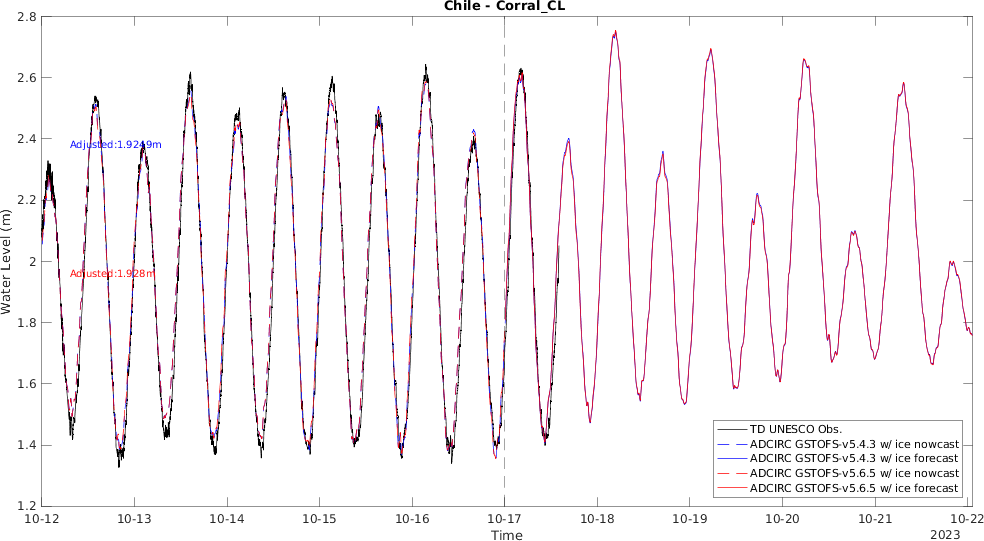 Chile - Corral_CL
2.8
2.6
2.4
2.2
2
1.8
1.6
1.4
1.2
Water Level (m)
Adjusted:1.9249m
Adjusted:1.928m
TD UNESCO Obs.
ADCIRC GSTOFS-v5.4.3 w/ ice nowcast
ADCIRC GSTOFS-v5.4.3 w/ ice forecast
ADCIRC GSTOFS-v5.6.5 w/ ice nowcast
ADCIRC GSTOFS-v5.6.5 w/ ice forecast
10-12 10-13 10-14 10-15 10-16 10-17 10-18 10-19 10-20 10-21 10-22
Time
2023